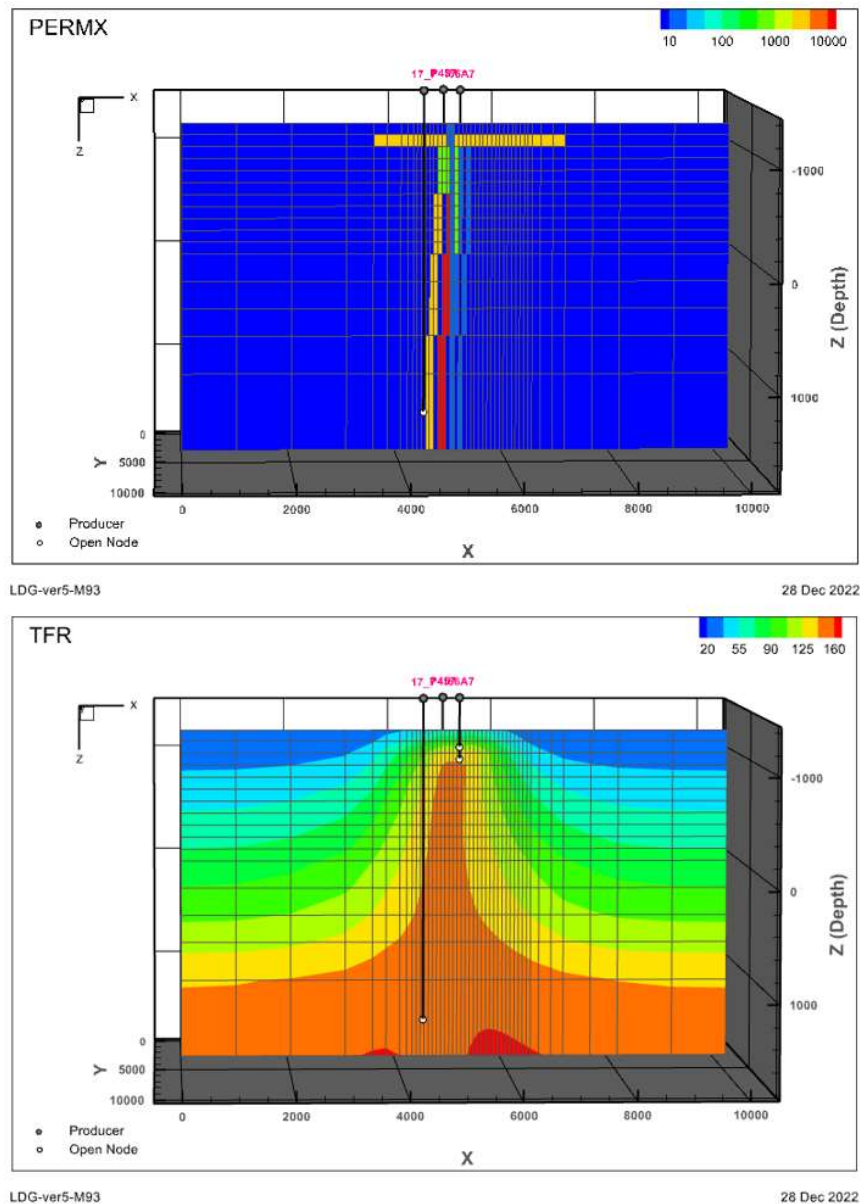 PERMX
10 100 1000 10000
X
Z
-1000
0
1000
Z (Depth)
0
Y 5000
10000
0 2000 4000 6000 8000 10000
X
Producer
Open Node
LDG-ver5-M93 28 Dec 2022
TFR
20 55 90 125 160
X
Z
-1000
0
1000
Z (Depth)
0
Y 5000
10000
0 2000 4000 6000 8000 10000
X
Producer
Open Node
LDG-ver5-M93 28 Dec 2022